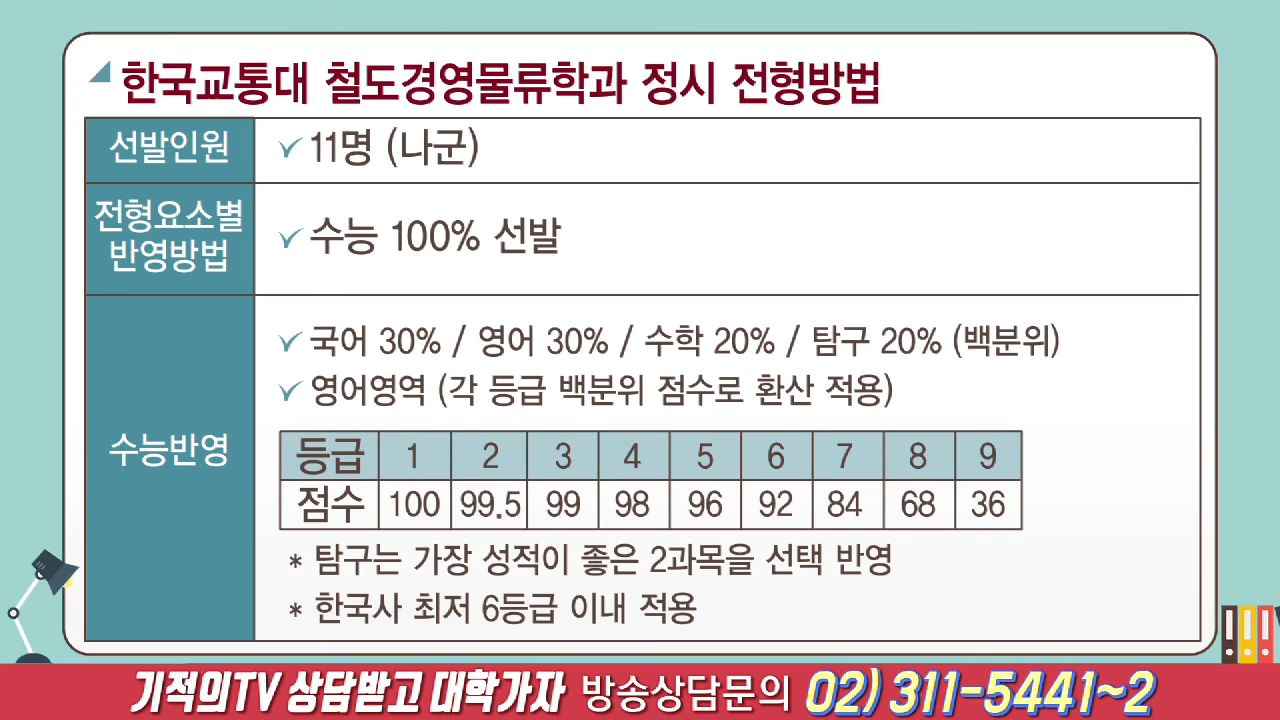 한국교통대 철도경영물류학과 정시 전형방법
선발인원
11명 (나군)
전형요소별
반영방법
수능 100% 선발
수능반영
국어 30% / 영어 30% / 수학 20% / 탐구 20% (백분위)
영어영역 (각 등급 백분위 점수로 환산 적용)
등급 1 2 3 4 5 6 7 8 9
점수 100 99.5 99 98 96 92 84 68 36
* 탐구는 가장 성적이 좋은 2과목을 선택 반영
* 한국사 최저 6등급 이내 적용
기적의TV 상담받고 대학가자 방송상담문의 02) 311-5441~2